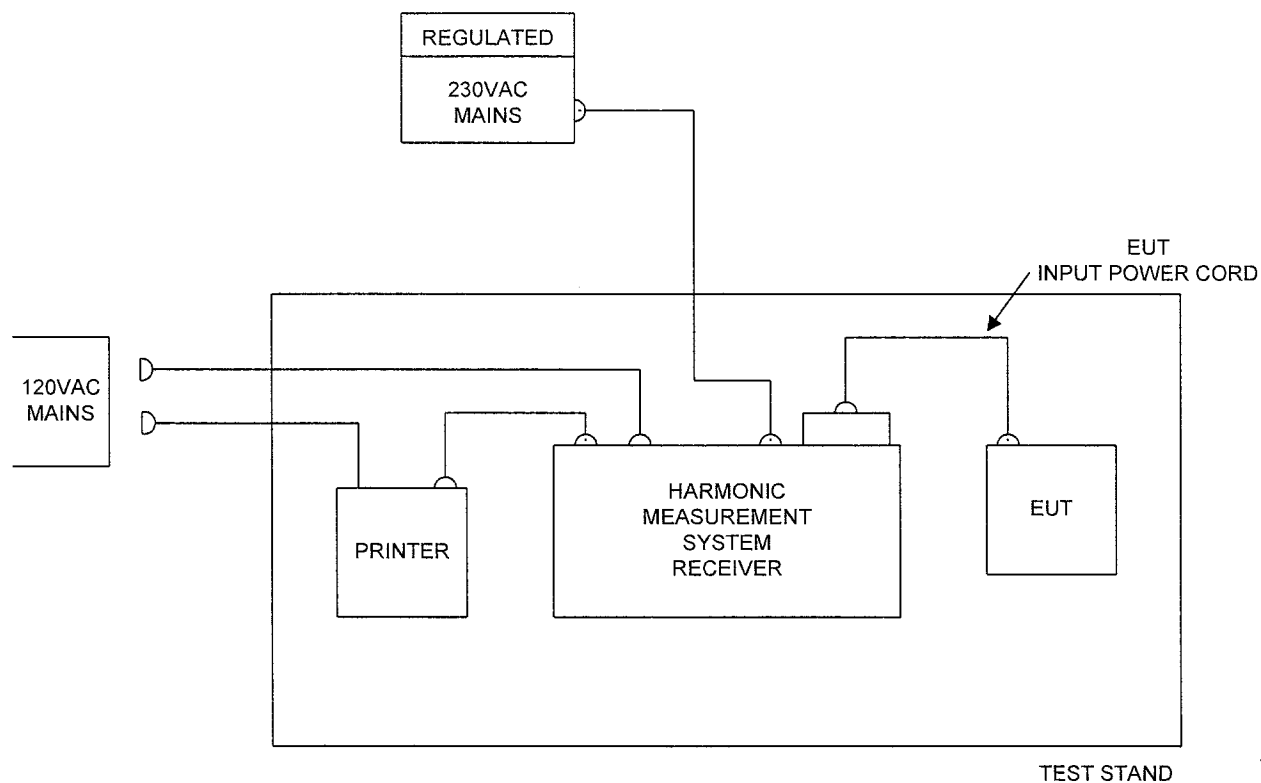 REGULATED
230VAC
MAINS
EUT
INPUT POWER CORD
120VAC
MAINS
PRINTER
HARMONIC
MEASUREMENT
SYSTEM
RECEIVER
EUT
TEST STAND